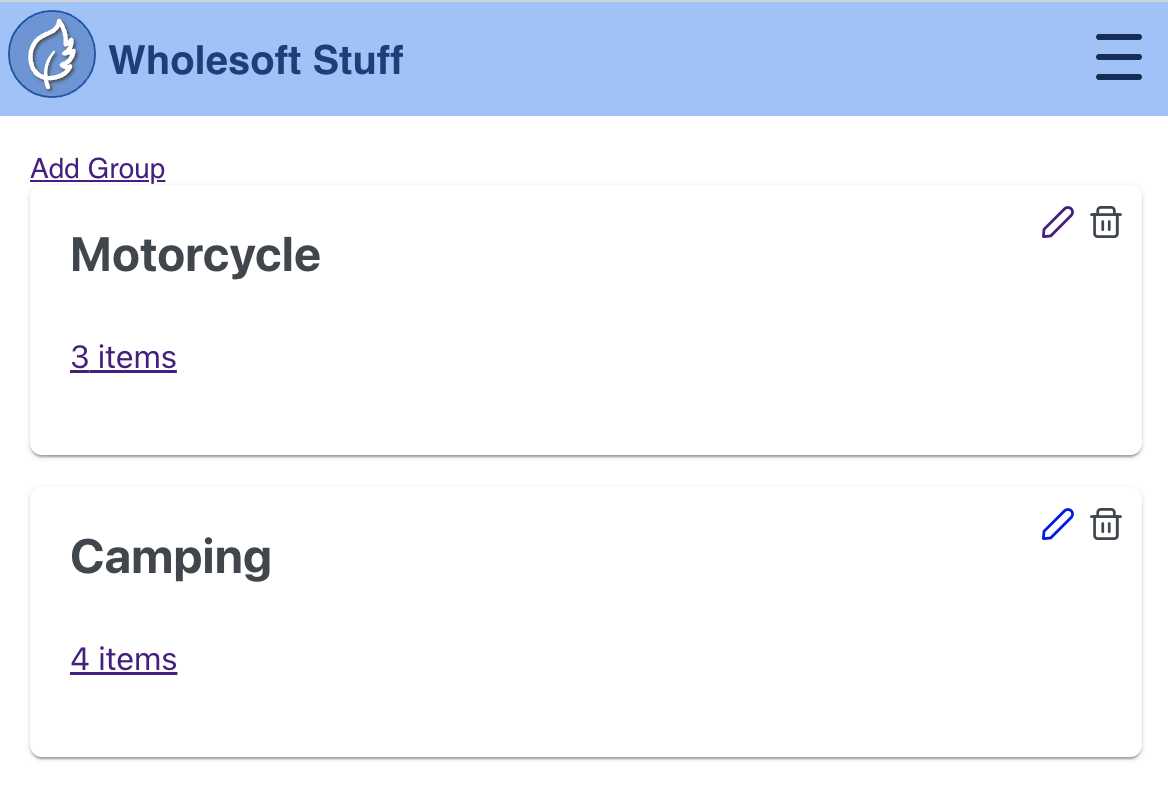 Wholesoft Stuff
Add Group
Motorcycle
3 items
Camping
4 items